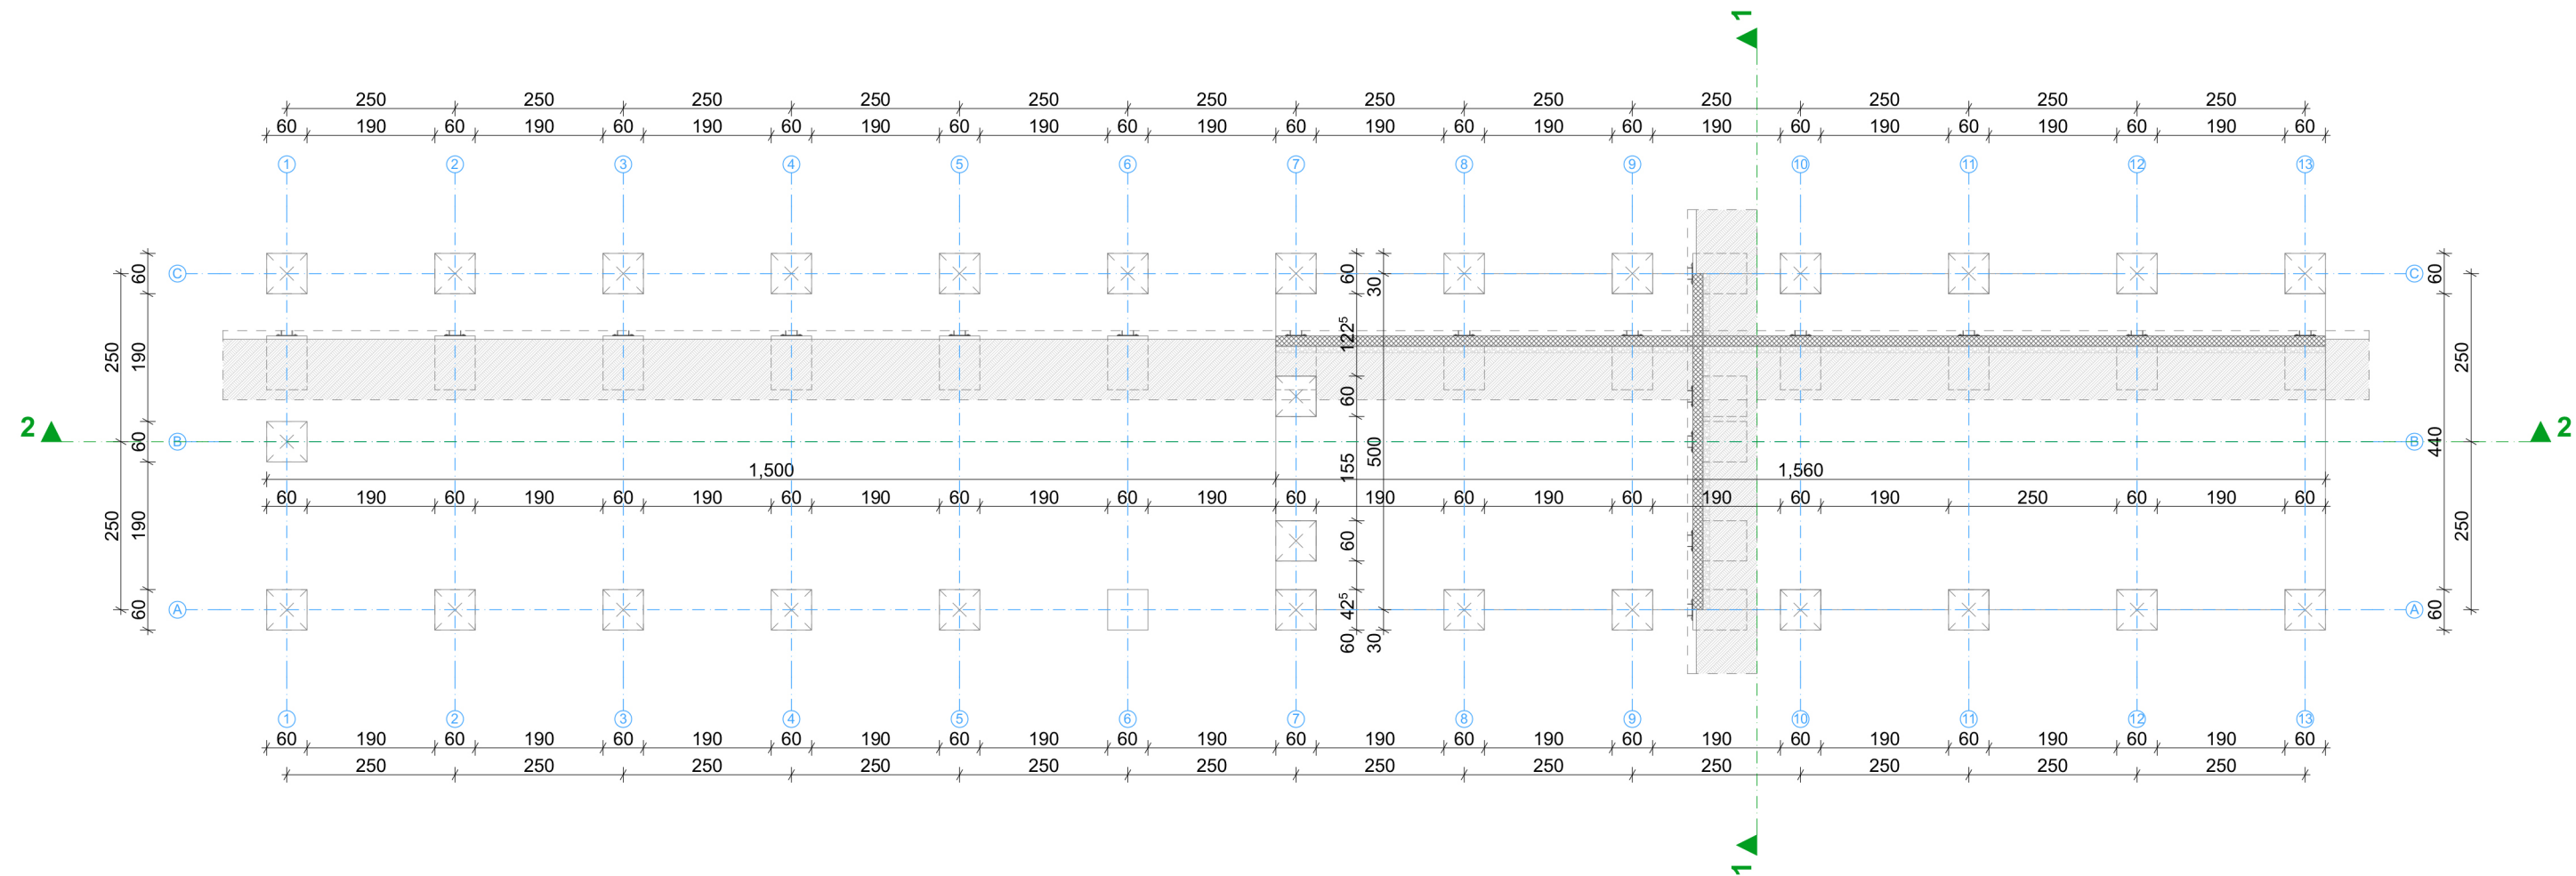 1
250 250 250 250 250 250 250 250 250 250 250 250
60 190 60 190 60 190 60 190 60 190 60 190 60 190 60 190 60 190 60 190 60 190 60 190 60
1 2 3 4 5 6 7 8 9 10 11 12 13
C 60 60 30 60 C
250 190 122⁵ 190 250
60
2 B 60 500 440 B 2
155
1,500 1,560
60 190 60 190 60 190 60 190 60 190 60 190 60 190 60 190 60 190 60 190 250 60 190 60
250 190 60 250
A 60 42⁵ 60 A
60 30
1 2 3 4 5 6 7 8 9 10 11 12 13
60 190 60 190 60 190 60 190 60 190 60 190 60 190 60 190 60 190 60 190 60 190 60 190 60
250 250 250 250 250 250 250 250 250 250 250 250
1